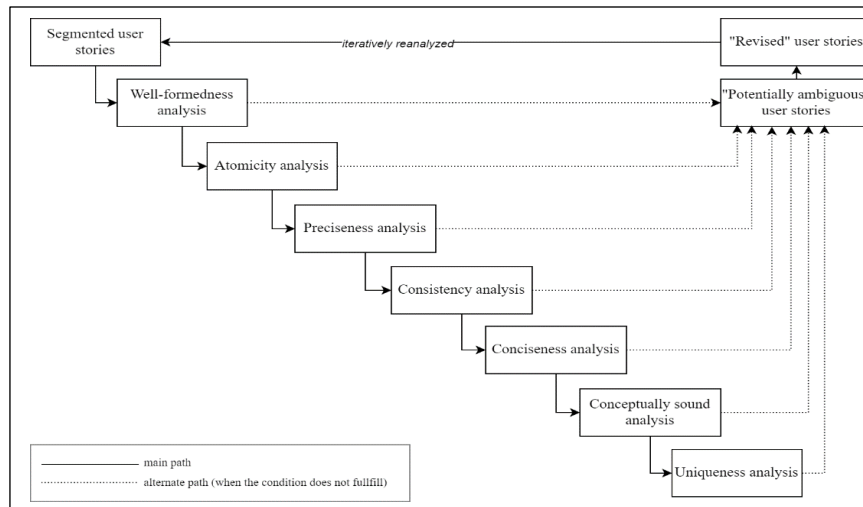 Segmented user
stories
iteratively reanalyzed
"Revised" user stories
Well-formedness
analysis
"Potentially ambiguous"
user stories
Atomicity analysis
Preciseness analysis
Consistency analysis
Conciseness analysis
Conceptually sound
analysis
Uniqueness analysis
main path
alternate path (when the condition does not fullfill)